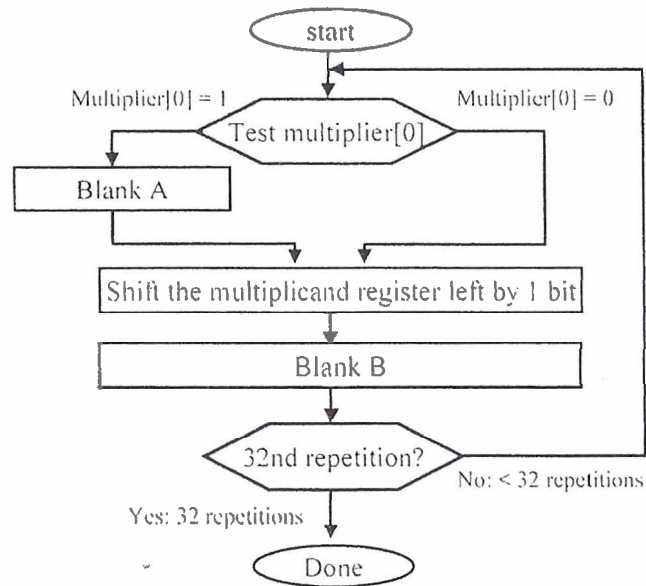 start
Multiplier[0] = 1
Multiplier[0] = 0
Test multiplier[0]
Blank A
Shift the multiplicand register left by 1 bit
Blank B
32nd repetition?
No: < 32 repetitions
Yes: 32 repetitions
Done